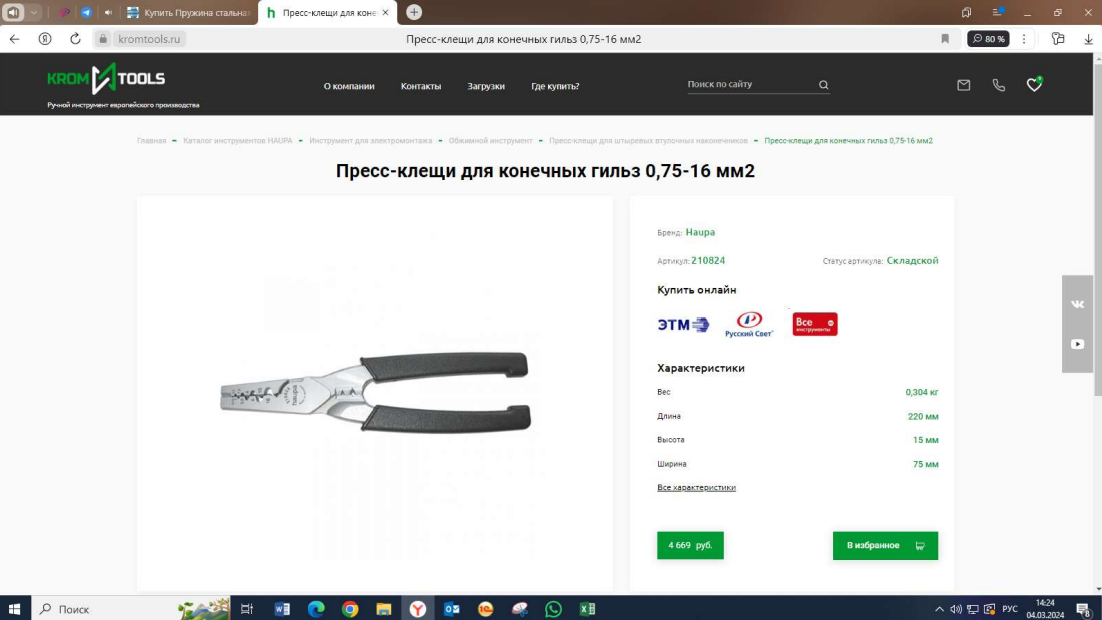 Купить Пружина стальна
Пресс-клещи для коне
kromtools.ru
Пресс-клещи для конечных гильз 0,75-16 мм2
80 %
KROM TOOLS
Ручной инструмент европейского производства
О компании
Контакты
Загрузки
Где купить?
Поиск по сайту
Главная – Каталог инструментов HAUPA – Инструмент для электромонтажа – Обжимной инструмент – Пресс-клещи для штыревых втулочных наконечников – Пресс-клещи для конечных гильз 0,75-16 мм2
Пресс-клещи для конечных гильз 0,75-16 мм2
Бренд: Haupa
Артикул: 210824
Статус артикула: Складской
Купить онлайн
ЭТМ
Русский Свет
Все инструменты
Характеристики
Вес 0,304 кг
Длина 220 мм
Высота 15 мм
Ширина 75 мм
Все характеристики
4 669 руб.
В избранное
haupa
Поиск
РУС
14:24
04.03.2024
8